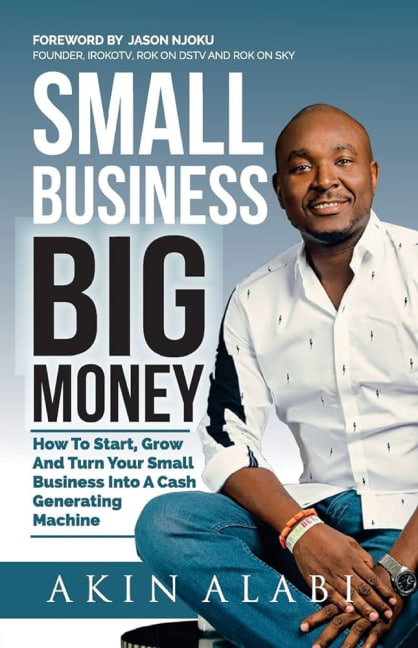 FOREWORD BY JASON NJOKU
FOUNDER, IROKOTV, ROK ON DSTV AND ROK ON SKY
SMALL
BUSINESS
BIG
MONEY
How To Start, Grow
And Turn Your Small
Business Into A Cash
Generating
Machine
AKIN ALABI